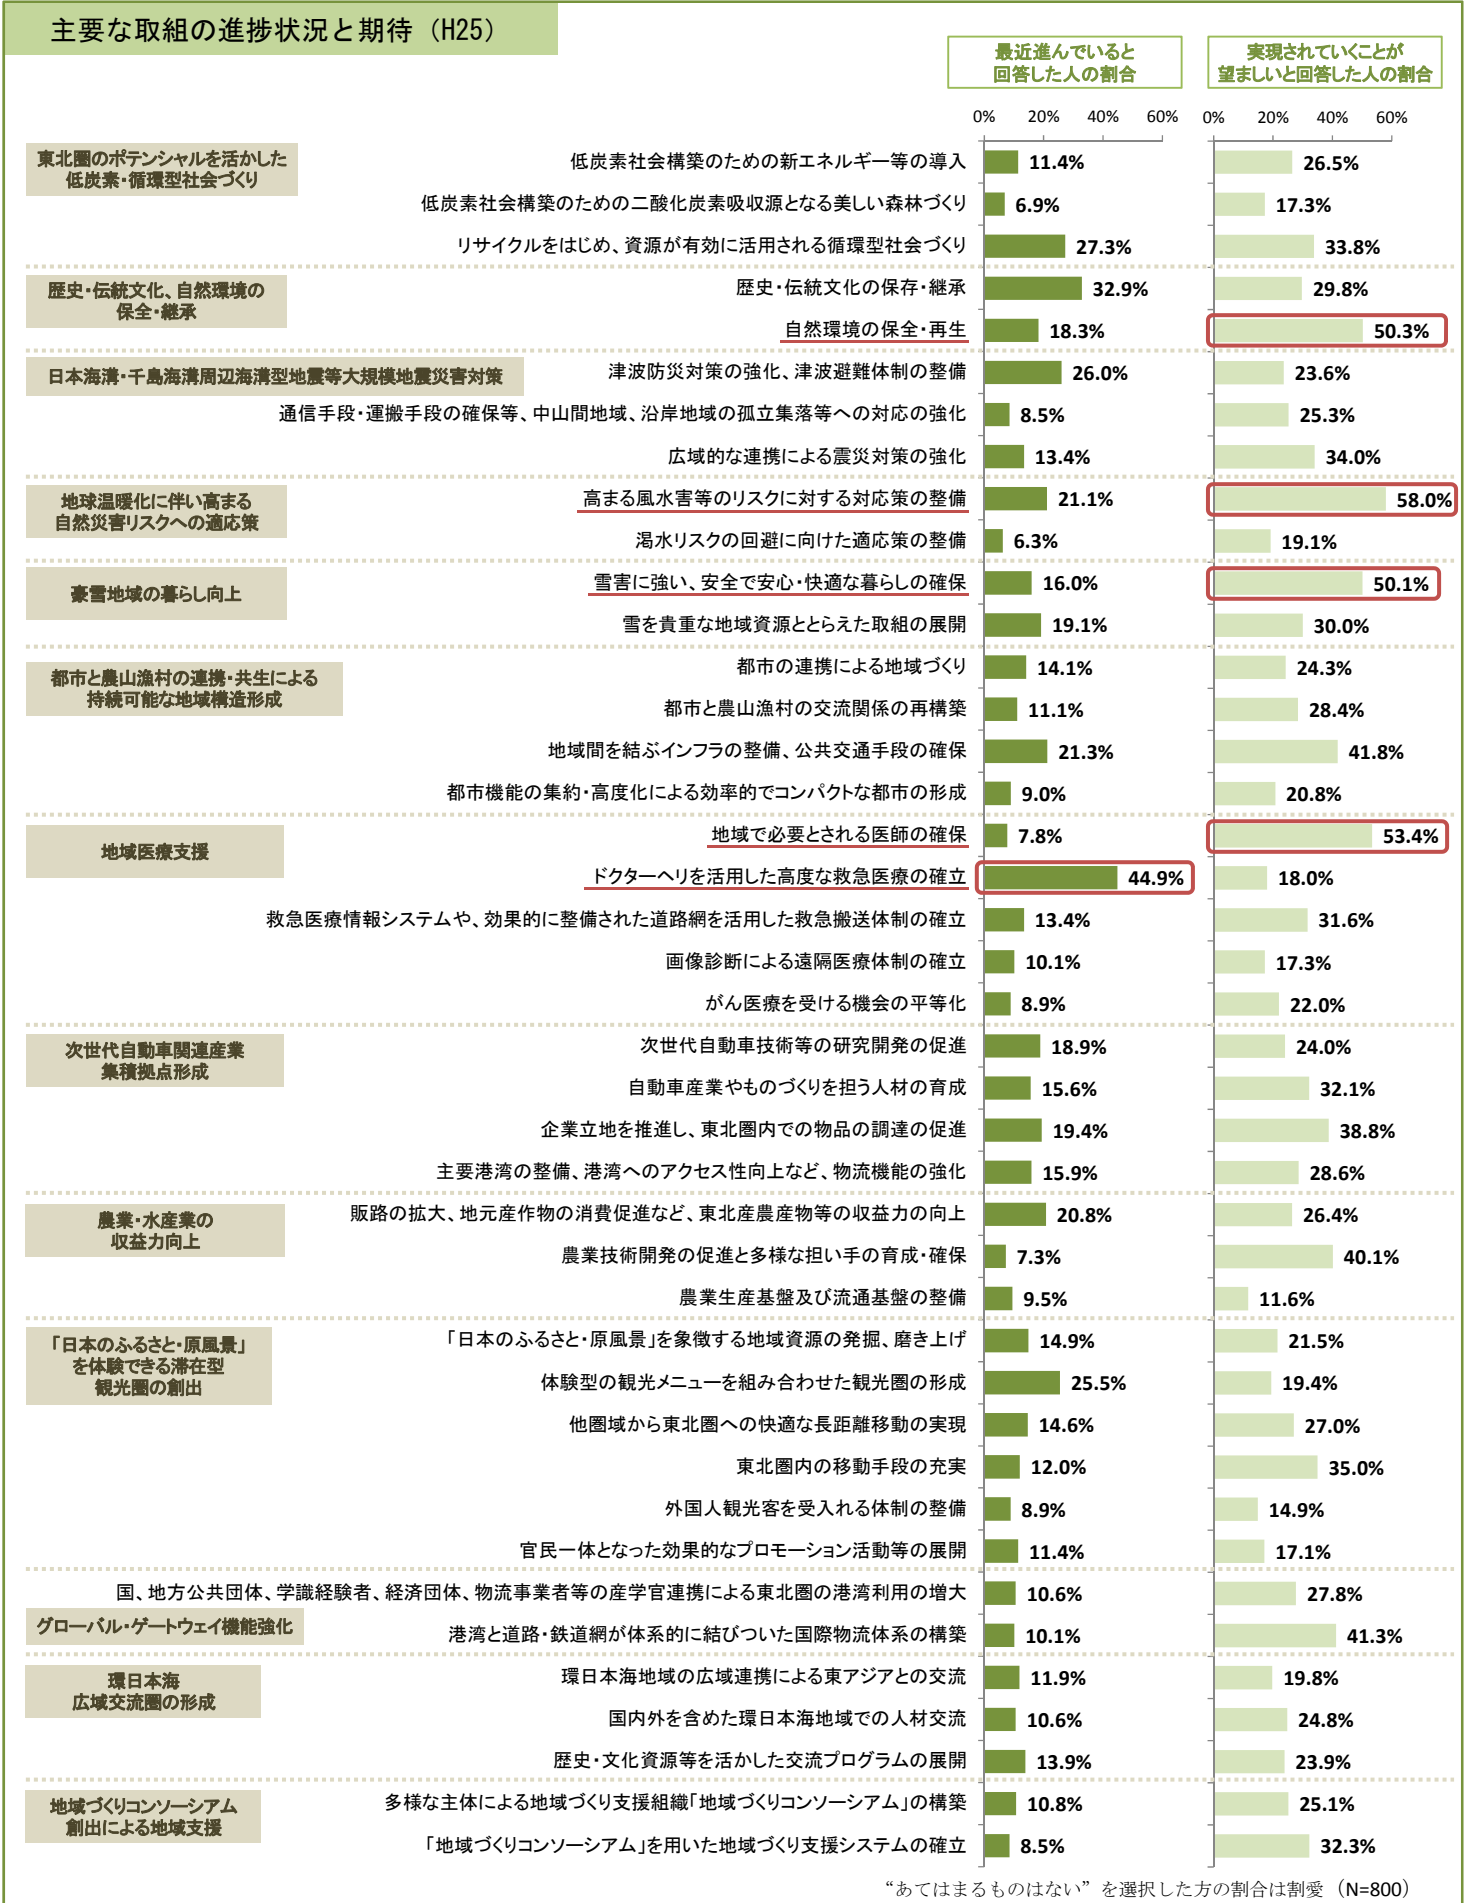 主要な取組の進捗状況と期待（H25）
最近進んでいると
回答した人の割合
実現されていくことが
望ましいと回答した人の割合
0% 20% 40% 60% 0% 20% 40% 60%
東北圏のポテンシャルを活かした
低炭素・循環型社会づくり
低炭素社会構築のための新エネルギー等の導入 11.4% 26.5%
低炭素社会構築のための二酸化炭素吸収源となる美しい森林づくり 6.9% 17.3%
リサイクルをはじめ、資源が有効に活用される循環型社会づくり 27.3% 33.8%
歴史・伝統文化、自然環境の
保全・継承
歴史・伝統文化の保存・継承 32.9% 29.8%
自然環境の保全・再生 18.3% 50.3%
日本海溝・千島海溝周辺海溝型地震等大規模地震災害対策
津波防災対策の強化、津波避難体制の整備 26.0% 23.6%
通信手段・運搬手段の確保等、中山間地域、沿岸地域の孤立集落等への対応の強化 8.5% 25.3%
広域的な連携による震災対策の強化 13.4% 34.0%
地球温暖化に伴い高まる
自然災害リスクへの適応策
高まる風水害等のリスクに対する対応策の整備 21.1% 58.0%
渇水リスクの回避に向けた適応策の整備 6.3% 19.1%
豪雪地域の暮らし向上
雪害に強い、安全で安心・快適な暮らしの確保 16.0% 50.1%
雪を貴重な地域資源ととらえた取組の展開 19.1% 30.0%
都市と農山漁村の連携・共生による
持続可能な地域構造形成
都市の連携による地域づくり 14.1% 24.3%
都市と農山漁村の交流関係の再構築 11.1% 28.4%
地域間を結ぶインフラの整備、公共交通手段の確保 21.3% 41.8%
都市機能の集約・高度化による効率的でコンパクトな都市の形成 9.0% 20.8%
地域医療支援
地域で必要とされる医師の確保 7.8% 53.4%
ドクターヘリを活用した高度な救急医療の確立 44.9% 18.0%
救急医療情報システムや、効果的に整備された道路網を活用した救急搬送体制の確立 13.4% 31.6%
画像診断による遠隔医療体制の確立 10.1% 17.3%
がん医療を受ける機会の平等化 8.9% 22.0%
次世代自動車関連産業
集積拠点形成
次世代自動車技術等の研究開発の促進 18.9% 24.0%
自動車産業やものづくりを担う人材の育成 15.6% 32.1%
企業立地を推進し、東北圏内での物品の調達の促進 19.4% 38.8%
主要港湾の整備、港湾へのアクセス性向上など、物流機能の強化 15.9% 28.6%
農業・水産業の
収益力向上
販路の拡大、地元産作物の消費促進など、東北産農産物等の収益力の向上 20.8% 26.4%
農業技術開発の促進と多様な担い手の育成・確保 7.3% 40.1%
農業生産基盤及び流通基盤の整備 9.5% 11.6%
「日本のふるさと・原風景」
を体験できる滞在型
観光圏の創出
「日本のふるさと・原風景」を象徴する地域資源の発掘、磨き上げ 14.9% 21.5%
体験型の観光メニューを組み合わせた観光圏の形成 25.5% 19.4%
他圏域から東北圏への快適な長距離移動の実現 14.6% 27.0%
東北圏内の移動手段の充実 12.0% 35.0%
外国人観光客を受入れる体制の整備 8.9% 14.9%
官民一体となった効果的なプロモーション活動等の展開 11.4% 17.1%
国、地方公共団体、学識経験者、経済団体、物流事業者等の産学官連携による東北圏の港湾利用の増大 10.6% 27.8%
グローバル・ゲートウェイ機能強化
港湾と道路・鉄道網が体系的に結びついた国際物流体系の構築 10.1% 41.3%
環日本海
広域交流圏の形成
環日本海地域の広域連携による東アジアとの交流 11.9% 19.8%
国内外を含めた環日本海地域での人材交流 10.6% 24.8%
歴史・文化資源等を活かした交流プログラムの展開 13.9% 23.9%
地域づくりコンソーシアム
創出による地域支援
多様な主体による地域づくり支援組織「地域づくりコンソーシアム」の構築 10.8% 25.1%
「地域づくりコンソーシアム」を用いた地域づくり支援システムの確立 8.5% 32.3%
“あてはまるものはない”を選択した方の割合は割愛（N=800）